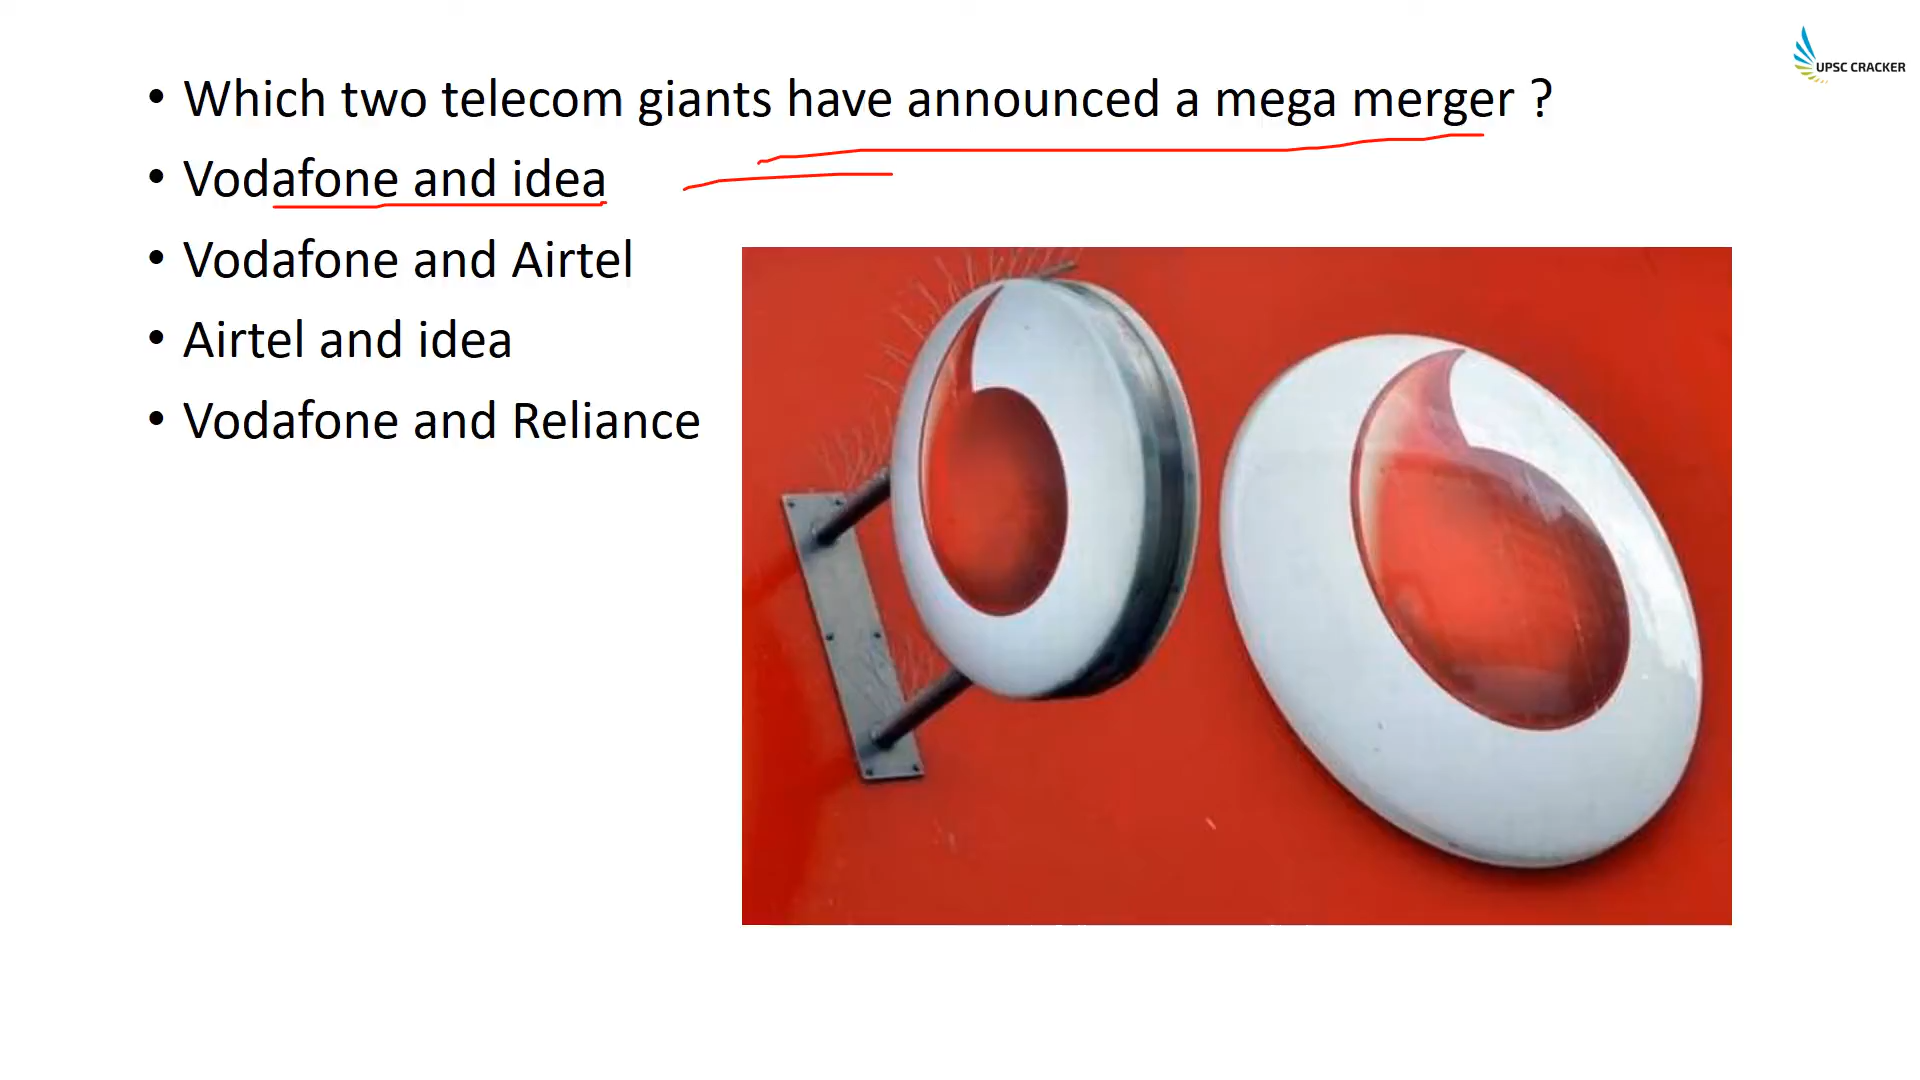 UPSC CRACKER
• Which two telecom giants have announced a mega merger ?
• Vodafone and idea
• Vodafone and Airtel
• Airtel and idea
• Vodafone and Reliance